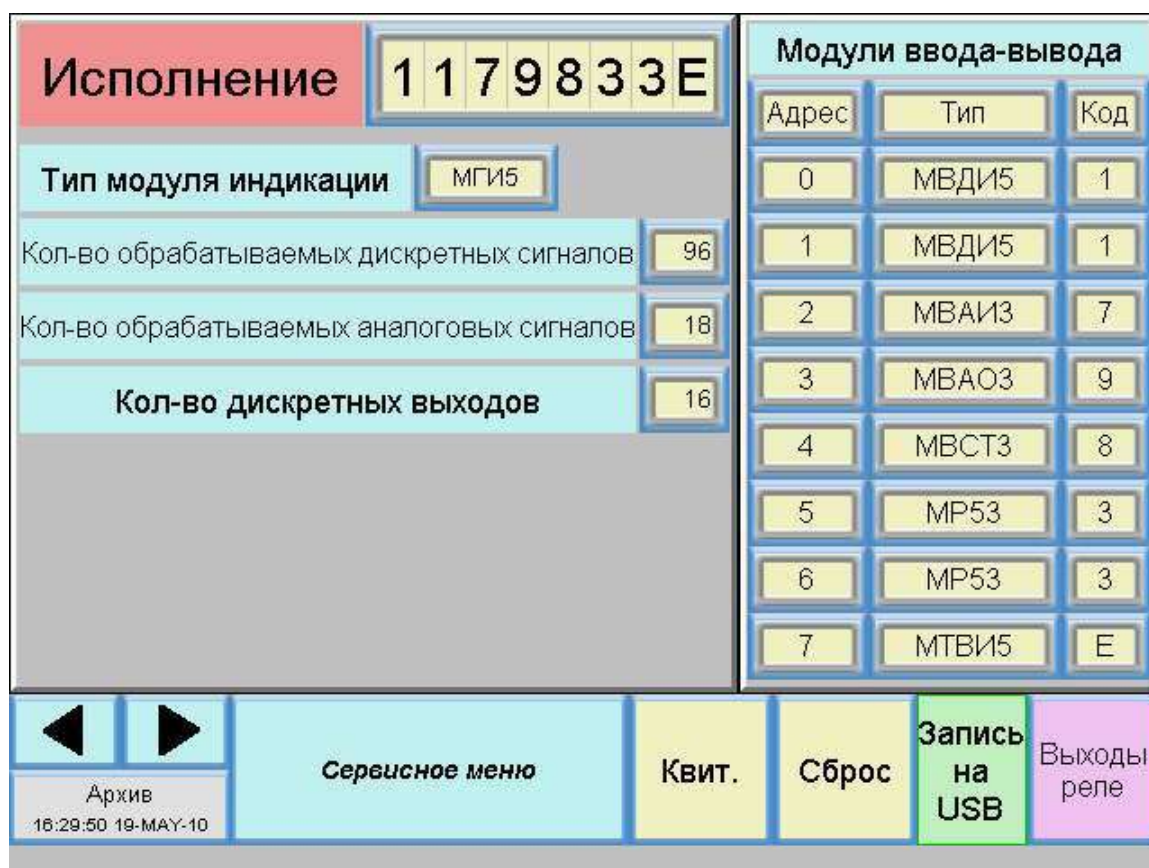 Исполнение 1179833Е
Тип модуля индикации МГИ5
Кол-во обрабатываемых дискретных сигналов 96
Кол-во обрабатываемых аналоговых сигналов 18
Кол-во дискретных выходов 16
Модули ввода-вывода
Адрес Тип Код
0 МВДИ5 1
1 МВДИ5 1
2 МВАИ3 7
3 МВАО3 9
4 МВСТ3 8
5 МР53 3
6 МР53 3
7 МТВИ5 Е
Архив
16:29:50 19-MAY-10
Сервисное меню
Квит.
Сброс
Запись
на
USB
Выходы
реле